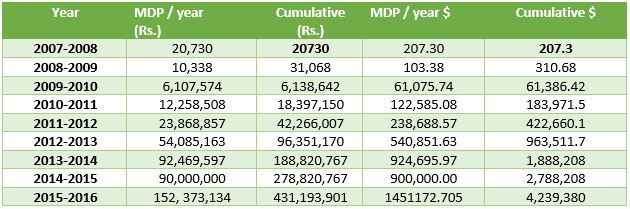 Year MDP / year (Rs.) Cumulative (Rs.) MDP / year $ Cumulative $
2007-2008 20,730 20730 207.30 207.3
2008-2009 10,338 31,068 103.38 310.68
2009-2010 6,107,574 6,138,642 61,075.74 61,386.42
2010-2011 12,258,508 18,397,150 122,585.08 183,971.5
2011-2012 23,868,857 42,266,007 238,688.57 422,660.1
2012-2013 54,085,163 96,351,170 540,851.63 963,511.7
2013-2014 92,469,597 188,820,767 924,695.97 1,888,208
2014-2015 90,000,000 278,820,767 900,000.00 2,788,208
2015-2016 152, 373,134 431,193,901 1451172.705 4,239,380